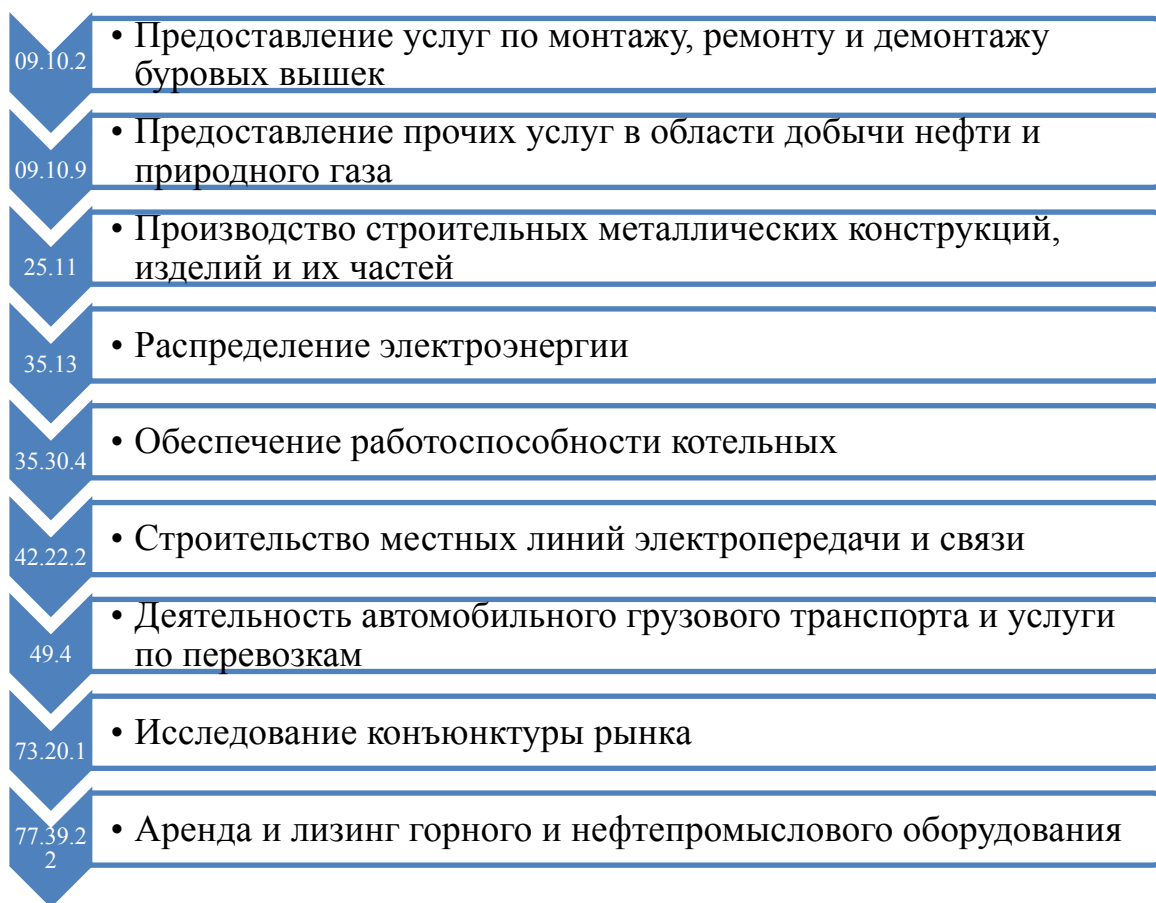 09.10.2
• Предоставление услуг по монтажу, ремонту и демонтажу
буровых вышек
09.10.9
• Предоставление прочих услуг в области добычи нефти и
природного газа
25.11
• Производство строительных металлических конструкций,
изделий и их частей
35.13
• Распределение электроэнергии
35.30.4
• Обеспечение работоспособности котельных
42.22.2
• Строительство местных линий электропередачи и связи
49.4
• Деятельность автомобильного грузового транспорта и услуги
по перевозкам
73.20.1
• Исследование конъюнктуры рынка
77.39.2
2
• Аренда и лизинг горного и нефтепромыслового оборудования